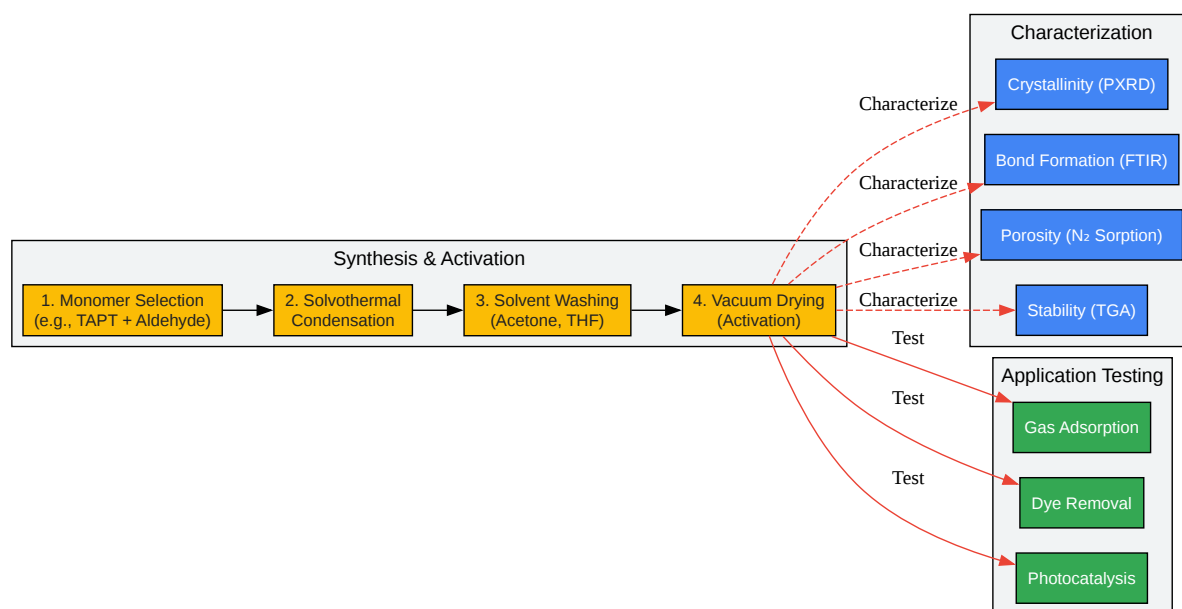 Synthesis & Activation
1. Monomer Selection
(e.g., TAPT + Aldehyde)
2. Solvothermal
Condensation
3. Solvent Washing
(Acetone, THF)
4. Vacuum Drying
(Activation)
Characterize
Characterize
Characterize
Characterize
Test
Test
Test
Characterization
Crystallinity (PXRD)
Bond Formation (FTIR)
Porosity (N₂ Sorption)
Stability (TGA)
Application Testing
Gas Adsorption
Dye Removal
Photocatalysis